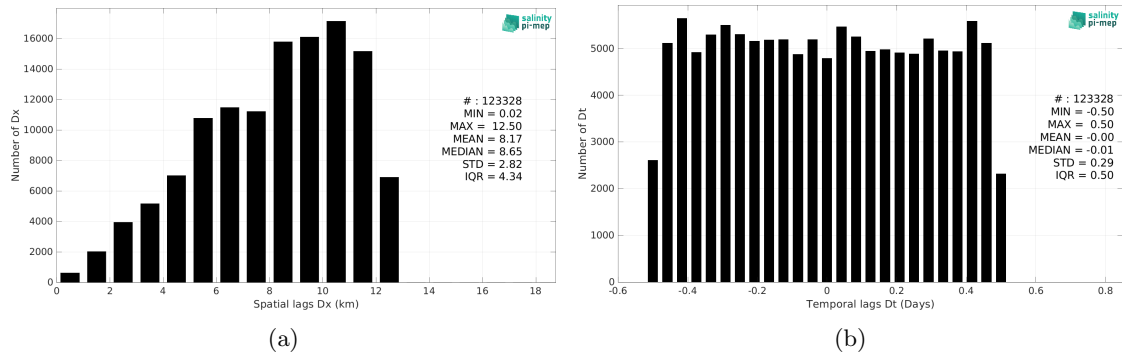 salinity
pi-mep
16000
14000
12000
10000
8000
6000
4000
2000
0
Number of Dx
# : 123328
MIN = 0.02
MAX = 12.50
MEAN = 8.17
MEDIAN = 8.65
STD = 2.82
IQR = 4.34
0 2 4 6 8 10 12 14 16 18
Spatial lags Dx (km)
(a)
salinity
pi-mep
6000
5000
4000
3000
2000
1000
0
Number of Dt
# : 123328
MIN = -0.50
MAX = 0.50
MEAN = -0.00
MEDIAN = -0.01
STD = 0.29
IQR = 0.50
-0.6 -0.4 -0.2 0 0.2 0.4 0.6 0.8
Temporal lags Dt (Days)
(b)